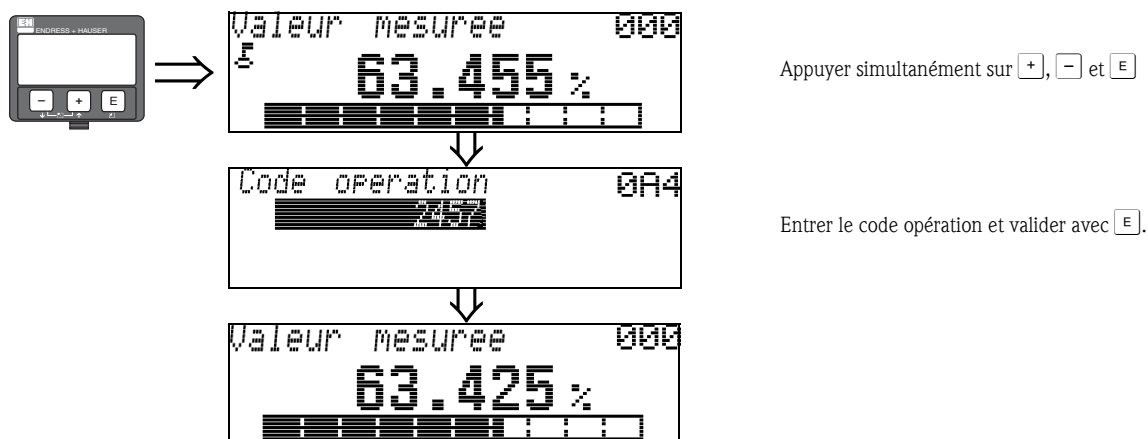 E+H
ENDRESS + HAUSER
- + E
Valeur mesuree 000
63.455 %
Appuyer simultanément sur +, - et E
Code operation 0A4
2457
Entrer le code opération et valider avec E.
Valeur mesuree 000
63.425 %